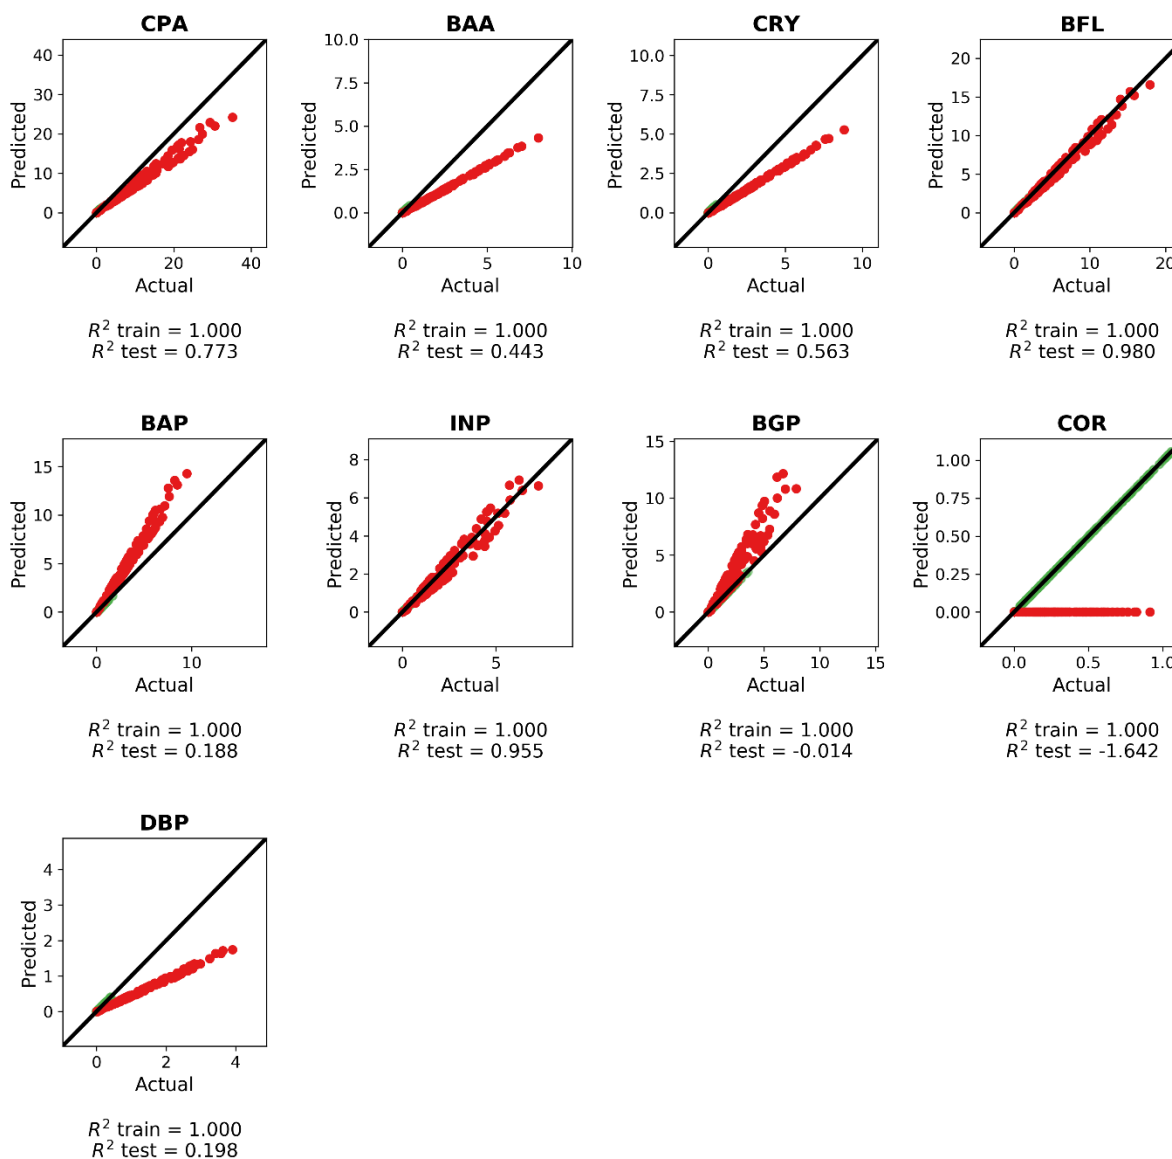 CPA
40
30
20
10
0
Predicted
0 20 40
Actual
R² train = 1.000
R² test = 0.773
BAA
10.0
7.5
5.0
2.5
0.0
Predicted
0 5 10
Actual
R² train = 1.000
R² test = 0.443
CRY
10.0
7.5
5.0
2.5
0.0
Predicted
0 5 10
Actual
R² train = 1.000
R² test = 0.563
BFL
20
15
10
5
0
Predicted
0 10 20
Actual
R² train = 1.000
R² test = 0.980
BAP
15
10
5
0
Predicted
0 10
Actual
R² train = 1.000
R² test = 0.188
INP
8
6
4
2
0
Predicted
0 5
Actual
R² train = 1.000
R² test = 0.955
BGP
15
10
5
0
Predicted
0 5 10 15
Actual
R² train = 1.000
R² test = -0.014
COR
1.00
0.75
0.50
0.25
0.00
Predicted
0.0 0.5 1.0
Actual
R² train = 1.000
R² test = -1.642
DBP
4
3
2
1
0
Predicted
0 2 4
Actual
R² train = 1.000
R² test = 0.198